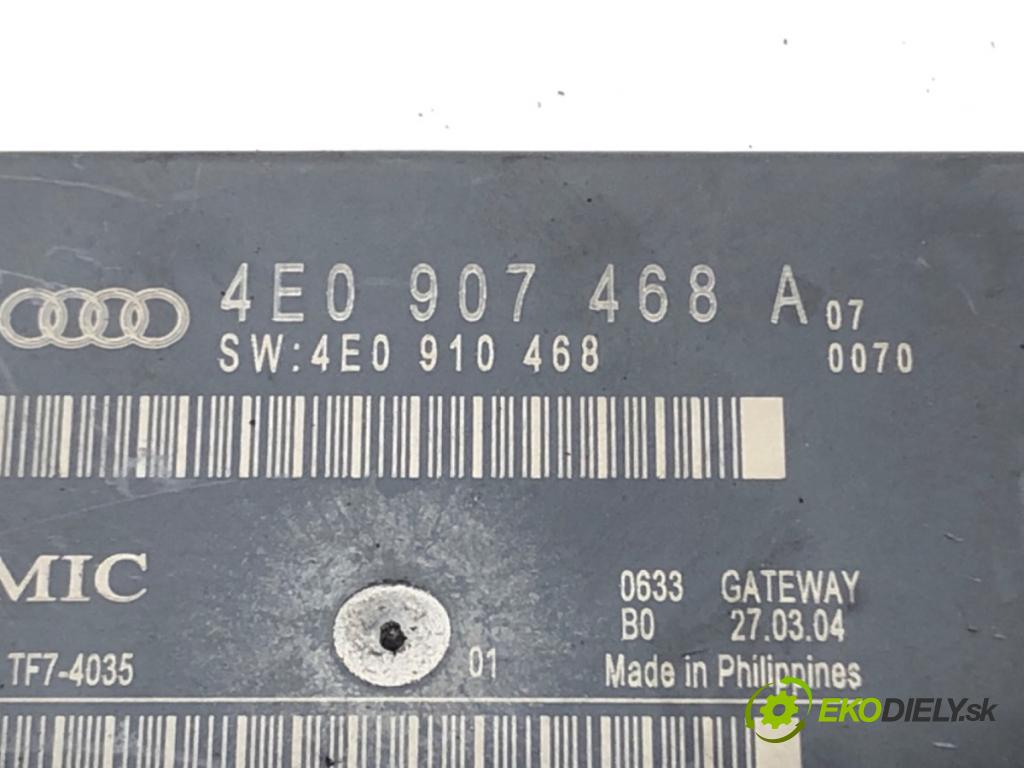 4E0 907 468 A 07
SW:4E0 910 468 0070
MIC
0633 GATEWAY
B0 27.03.04
TF7-4035 01 Made in Philippines
EKODIELY.sk